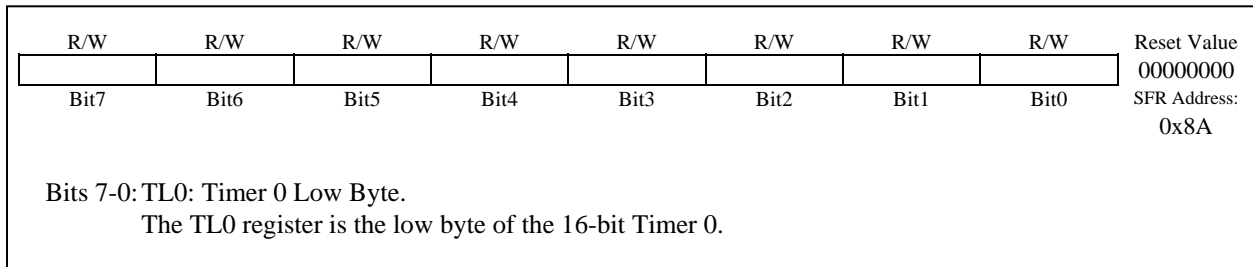 R/W R/W R/W R/W R/W R/W R/W R/W Reset Value
00000000
Bit7 Bit6 Bit5 Bit4 Bit3 Bit2 Bit1 Bit0 SFR Address:
0x8A
Bits 7-0: TL0: Timer 0 Low Byte.
The TL0 register is the low byte of the 16-bit Timer 0.